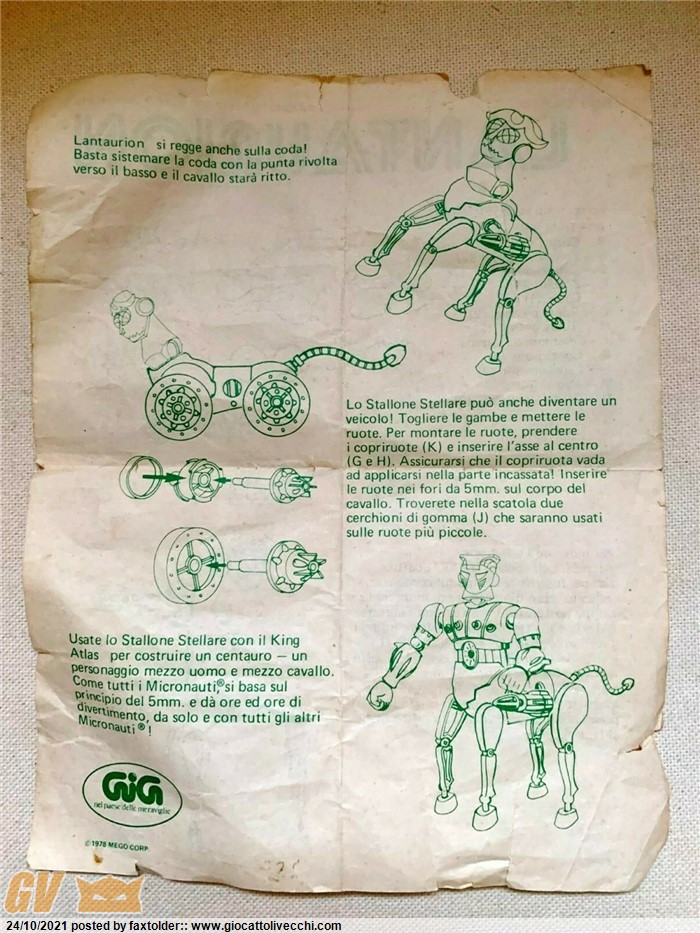 Lantaurion si regge anche sulla coda!
Basta sistemare la coda con la punta rivolta
verso il basso e il cavallo starà ritto.
Lo Stallone Stellare può anche diventare un
veicolo! Togliere le gambe e mettere le
ruote. Per montare le ruote, prendere
i copriruote (K) e inserire l'asse al centro
(G e H). Assicurarsi che il copriruota vada
ad applicarsi nella parte incassata! Inserire
le ruote nei fori da 5mm. sul corpo del
cavallo. Troverete nella scatola due
cerchioni di gomma (J) che saranno usati
sulle ruote più piccole.
Usate lo Stallone Stellare con il King
Atlas per costruire un centauro — un
personaggio mezzo uomo e mezzo cavallo.
Come tutti i Micronauti,® si basa sul
principio del 5mm. e dà ore ed ore di
divertimento, da solo e con tutti gli altri
Micronauti ® !
GiG
nel paese delle meraviglie
© 1978 MEGO CORP.
GV
24/10/2021 posted by faxtolder:: www.giocattolivecchi.com